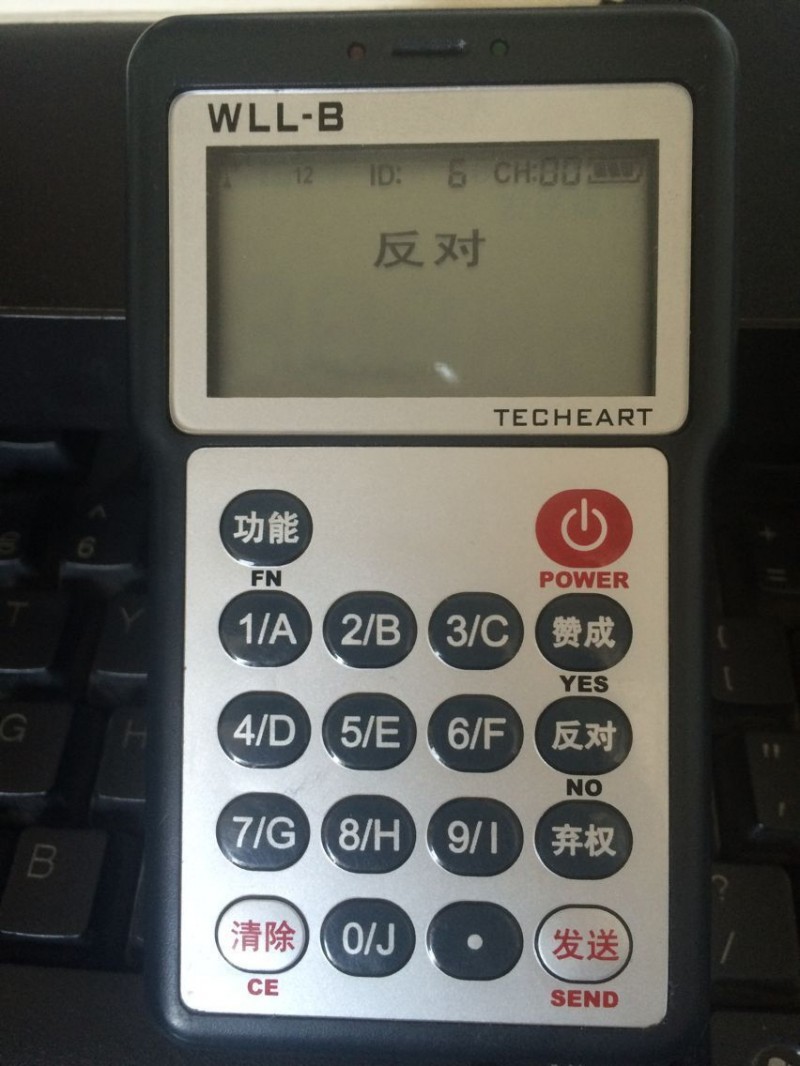 WLL-B
12 ID: 6 CH:00
反对
TECHEART
功能
FN
POWER
1/A 2/B 3/C 赞成
YES
4/D 5/E 6/F 反对
NO
7/G 8/H 9/I 弃权
清除 0/J • 发送
CE SEND
6
T Y
G H
B